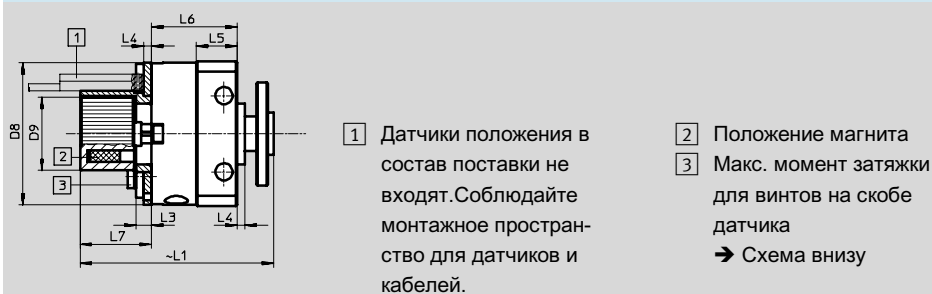 L6
1
L4
L5
D8
D9
2
3
L3
L4
L7
~L1
1 Датчики положения в
состав поставки не
входят.Соблюдайте
монтажное простран-
ство для датчиков и
кабелей.
2 Положение магнита
3 Макс. момент затяжки
для винтов на скобе
датчика
➔ Схема внизу